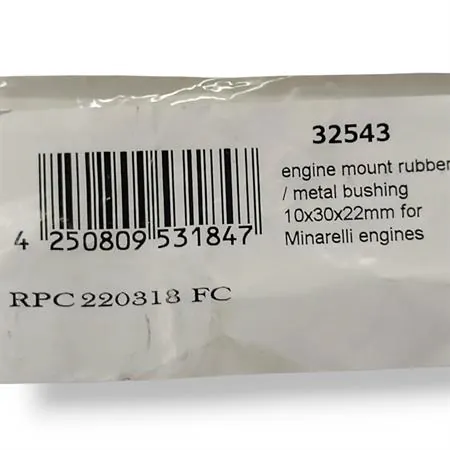 32543
engine mount rubber
/ metal bushing
10x30x22mm for
Minarelli engines
4 250809 531847
RPC 220318 FC